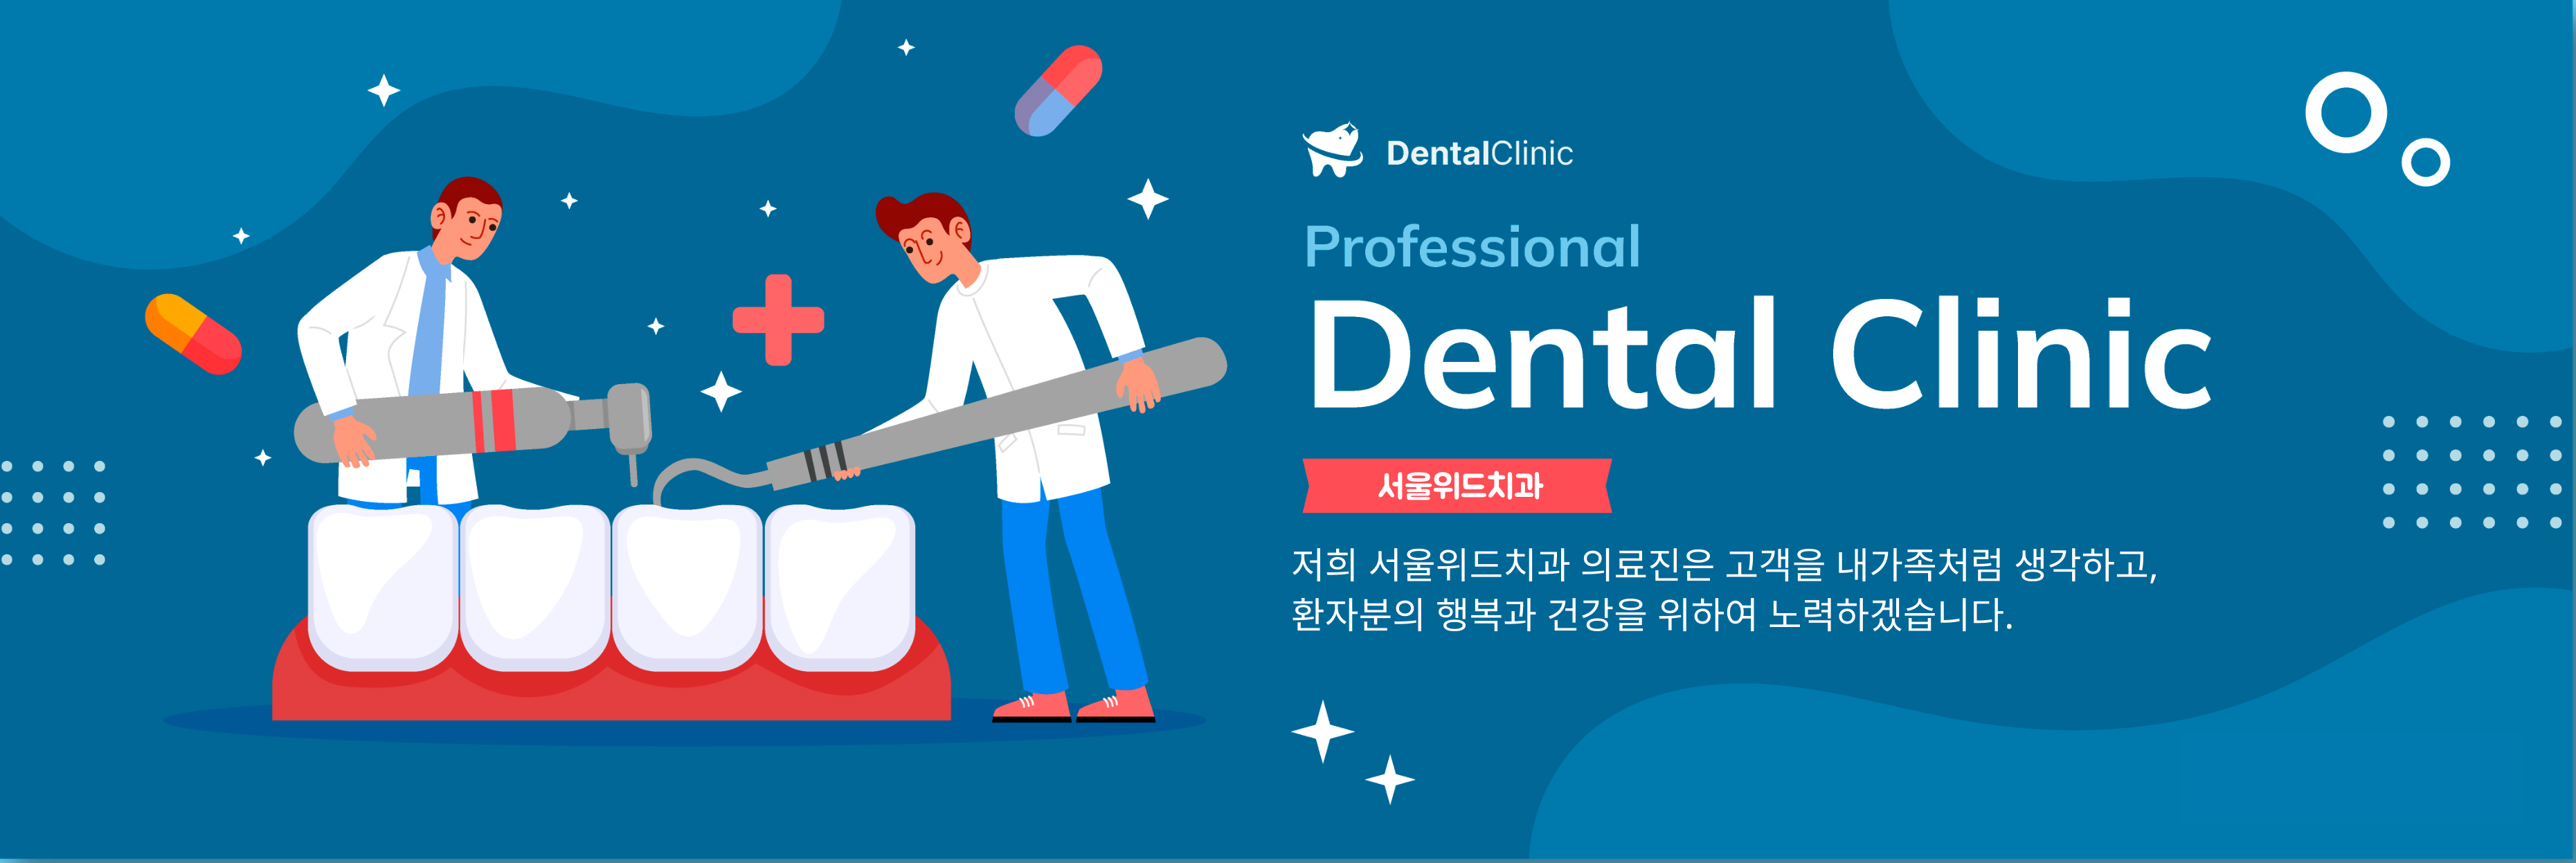 DentalClinic
Professional
Dental Clinic
서울위드치과
저희 서울위드치과 의료진은 고객을 내가족처럼 생각하고,
환자분의 행복과 건강을 위하여 노력하겠습니다.